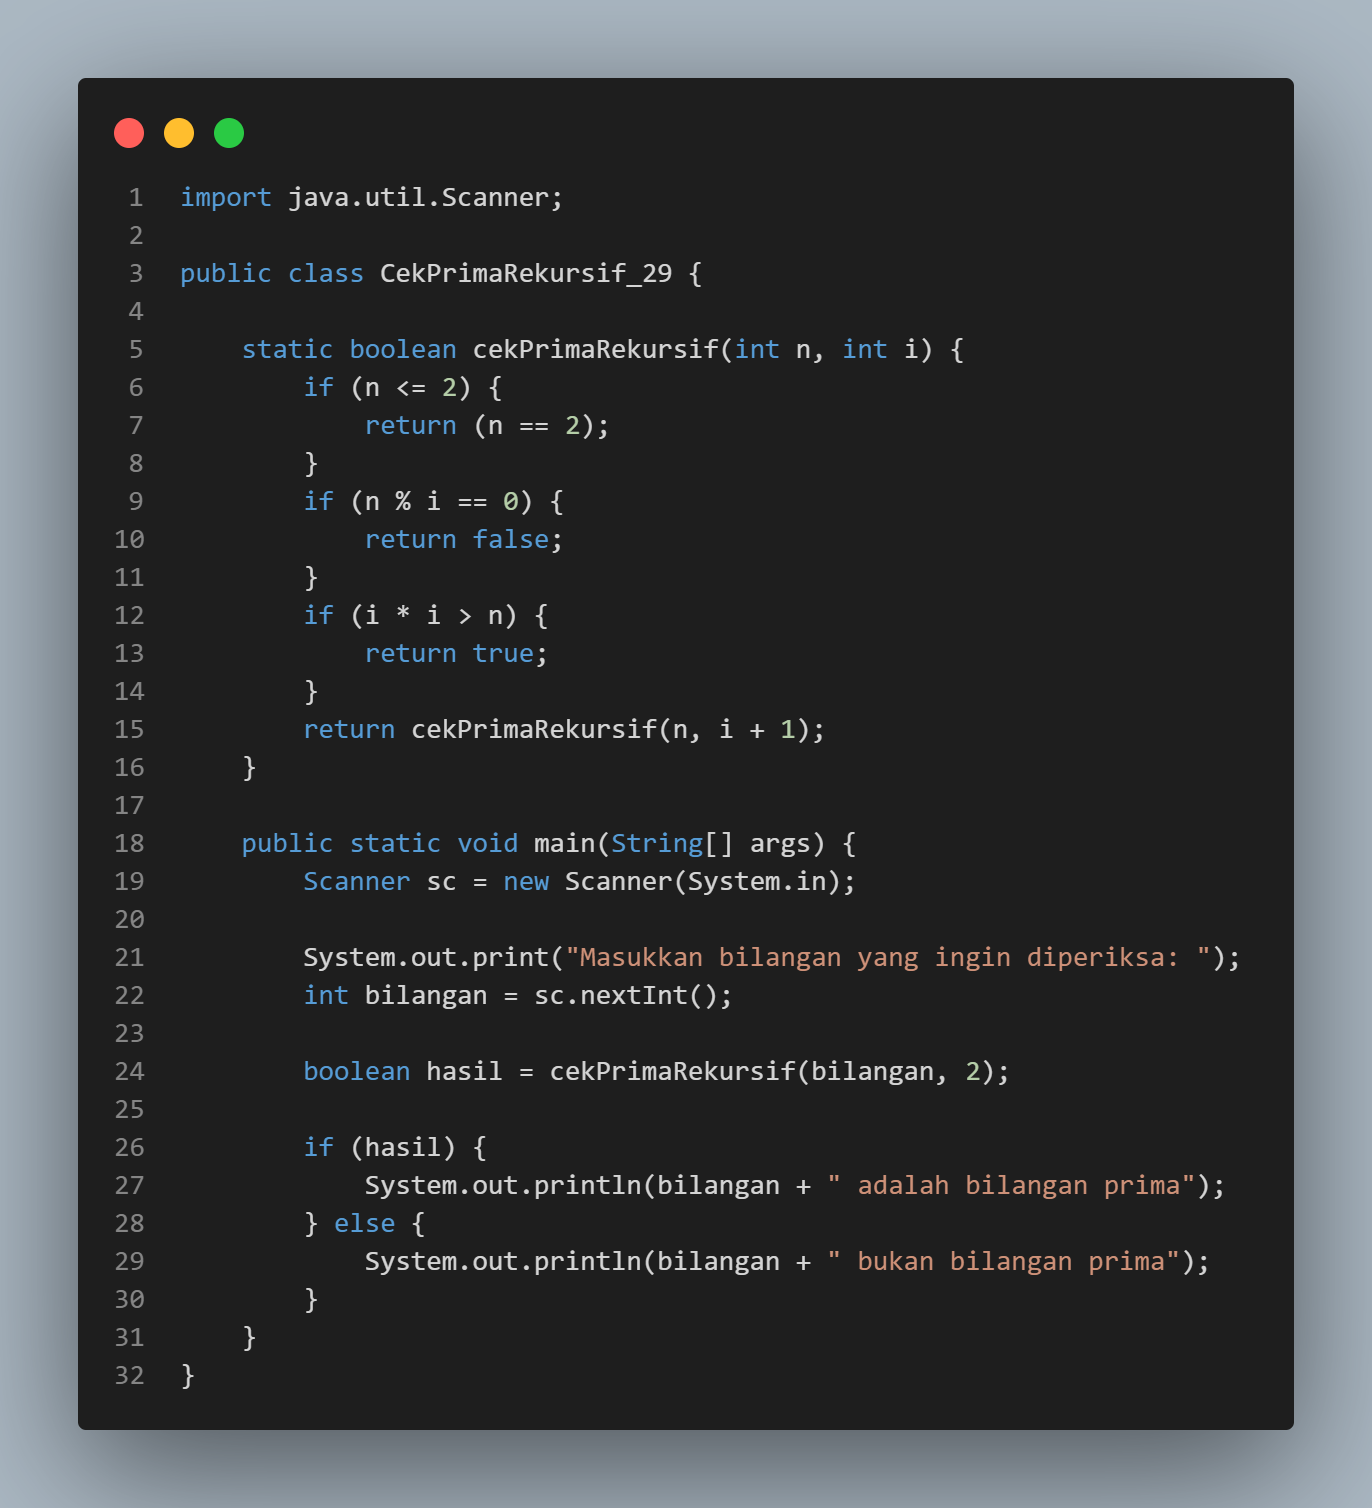 1 import java.util.Scanner;
2
3 public class CekPrimaRekursif_29 {
4
5     static boolean cekPrimaRekursif(int n, int i) {
6         if (n <= 2) {
7             return (n == 2);
8         }
9         if (n % i == 0) {
10             return false;
11         }
12         if (i * i > n) {
13             return true;
14         }
15         return cekPrimaRekursif(n, i + 1);
16     }
17
18     public static void main(String[] args) {
19         Scanner sc = new Scanner(System.in);
20
21         System.out.print("Masukkan bilangan yang ingin diperiksa: ");
22         int bilangan = sc.nextInt();
23
24         boolean hasil = cekPrimaRekursif(bilangan, 2);
25
26         if (hasil) {
27             System.out.println(bilangan + " adalah bilangan prima");
28         } else {
29             System.out.println(bilangan + " bukan bilangan prima");
30         }
31     }
32 }